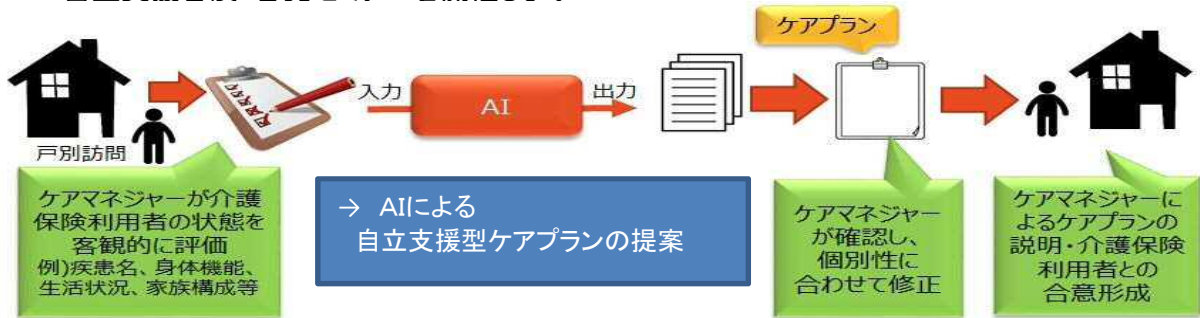 ケアプラン
入力
AI
出力
戸別訪問
ケアマネジャーが介護
保険利用者の状態を
客観的に評価
例)疾患名、身体機能、
生活状況、家族構成等
→ AIによる
自立支援型ケアプランの提案
ケアマネジャー
が確認し、
個別性に
合わせて修正
ケアマネジャーに
よるケアプランの
説明・介護保険
利用者との
合意形成